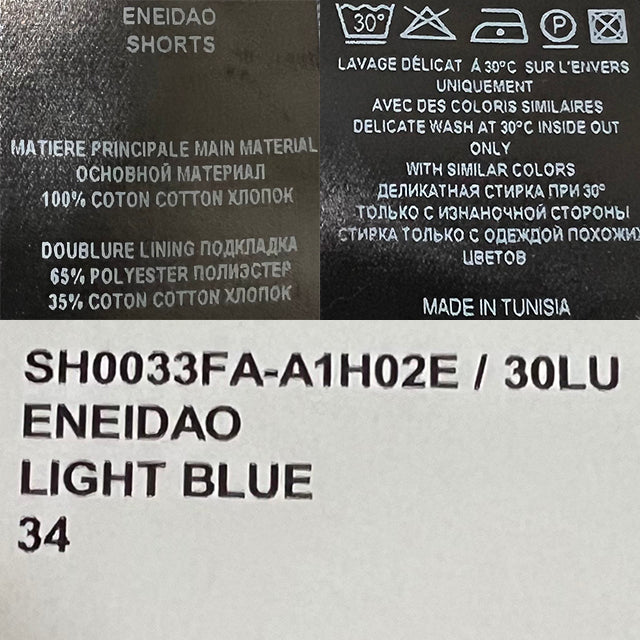 ENEIDAO
SHORTS
MATIERE PRINCIPALE MAIN MATERIAL
ОСНОВНОЙ МАТЕРИАЛ
100% COTON COTTON ХЛОПОК
DOUBLURE LINING ПОДКЛАДКА
65% POLYESTER ПОЛИЭСТЕР
35% COTON COTTON ХЛОПОК
30°
P
LAVAGE DÉLICAT À 30°C SUR L'ENVERS
UNIQUEMENT
AVEC DES COLORIS SIMILAIRES
DELICATE WASH AT 30°C INSIDE OUT
ONLY
WITH SIMILAR COLORS
ДЕЛИКАТНАЯ СТИРКА ПРИ 30°
ТОЛЬКО С ИЗНАНОЧНОЙ СТОРОНЫ
СТИРКА ТОЛЬКО С ОДЕЖДОЙ ПОХОЖИХ
ЦВЕТОВ
MADE IN TUNISIA
SH0033FA-A1H02E / 30LU
ENEIDAO
LIGHT BLUE
34